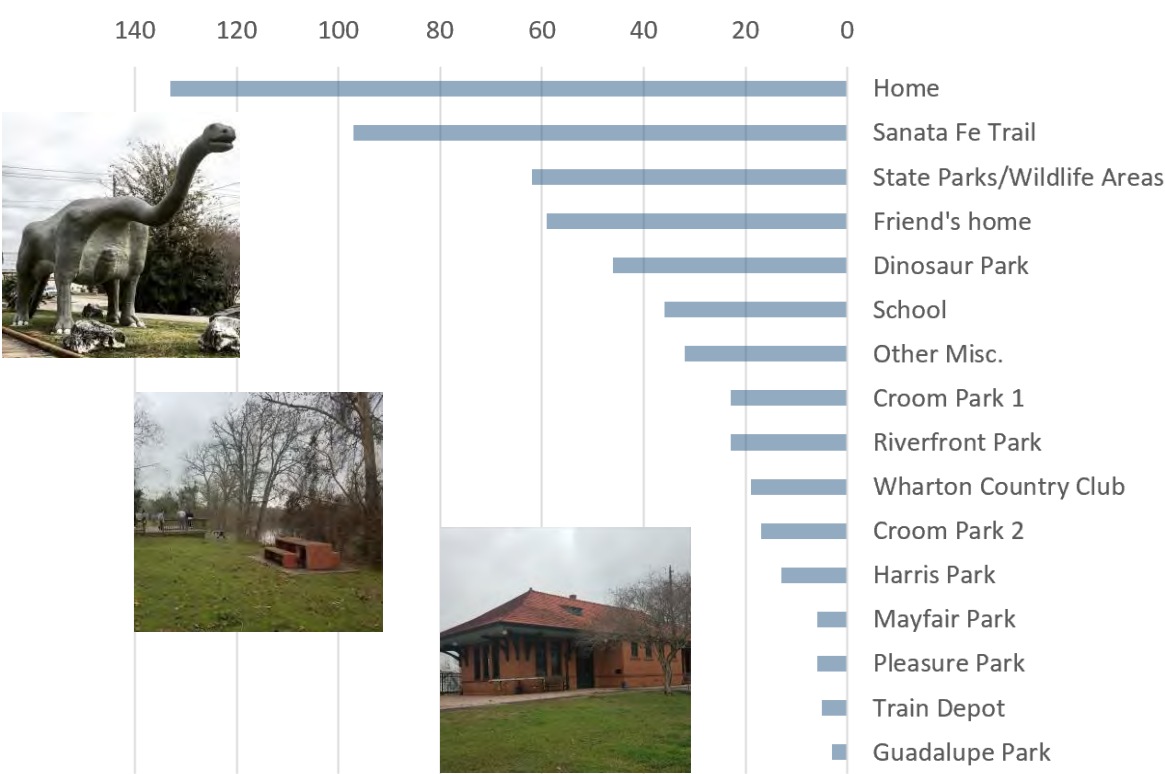 140 120 100 80 60 40 20 0
Home
Sanata Fe Trail
State Parks/Wildlife Areas
Friend's home
Dinosaur Park
School
Other Misc.
Croom Park 1
Riverfront Park
Wharton Country Club
Croom Park 2
Harris Park
Mayfair Park
Pleasure Park
Train Depot
Guadalupe Park